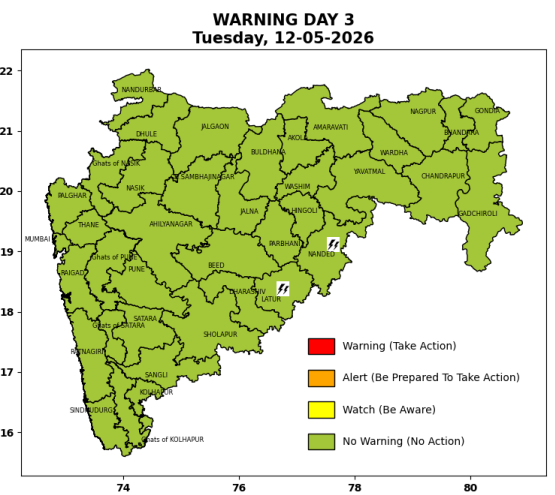 WARNING DAY 3
Tuesday, 12-05-2026
22
21
20
19
18
17
16
74
76
78
80
NANDURBAR
DHULE
JALGAON
Ghats of NASIK
NASIK
SAMBHAJINAGAR
BULDHANA
AKOLA
AMARAVATI
NAGPUR
GONDIA
BHANDARA
WARDHA
YAVATMAL
CHANDRAPUR
GADCHIROLI
WASHIM
HINGOLI
JALNA
PALGHAR
THANE
AHILYANAGAR
MUMBAI
Ghats of PUNE
PUNE
RAIGAD
BEED
PARBHANI
NANDED
DHARASHIV
LATUR
SATARA
Ghats of SATARA
SHOLAPUR
RATNAGIRI
SANGLI
KOLHAPUR
SINDHUDURG
Ghats of KOLHAPUR
Warning (Take Action)
Alert (Be Prepared To Take Action)
Watch (Be Aware)
No Warning (No Action)